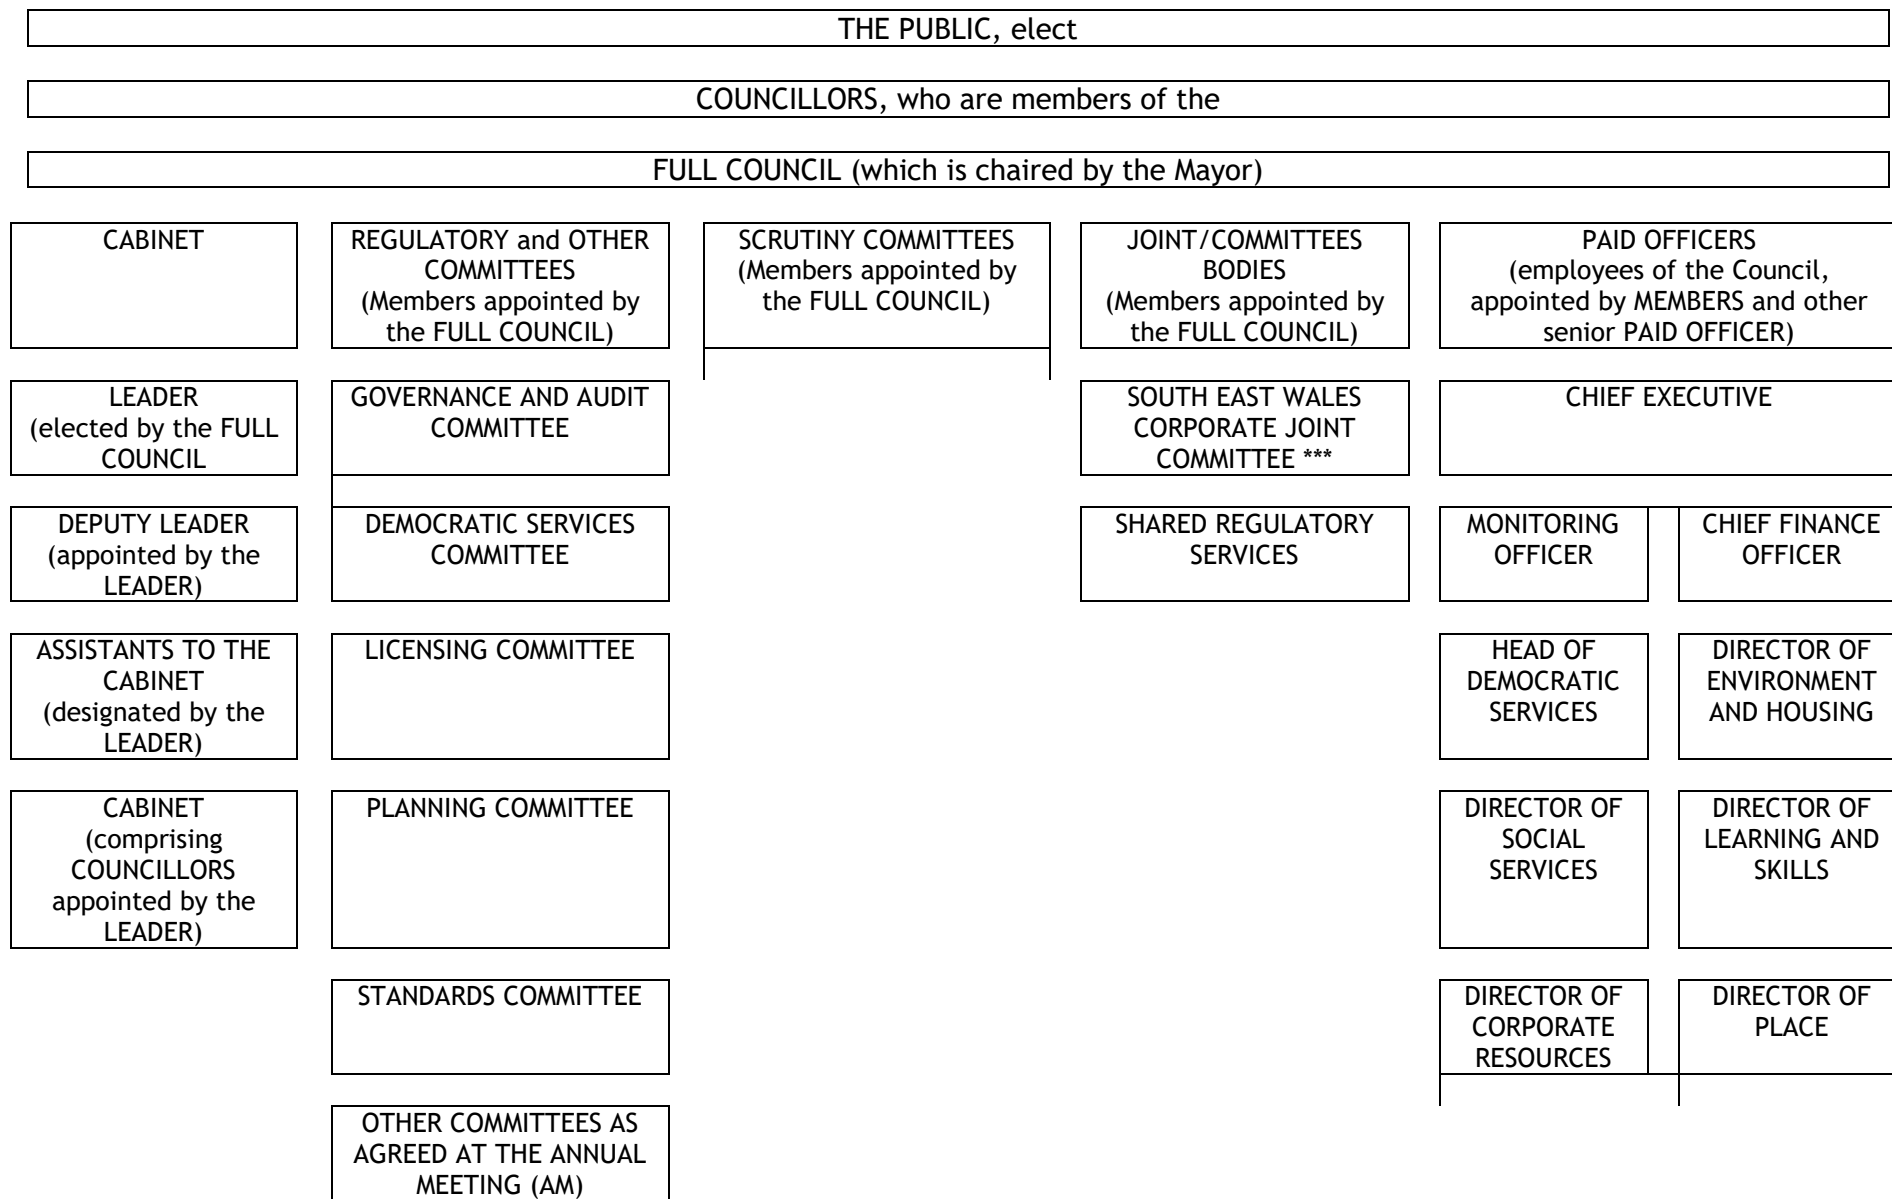 THE PUBLIC, elect
COUNCILLORS, who are members of the
FULL COUNCIL (which is chaired by the Mayor)
CABINET
REGULATORY and OTHER
COMMITTEES
(Members appointed by
the FULL COUNCIL)
SCRUTINY COMMITTEES
(Members appointed by
the FULL COUNCIL)
JOINT/COMMITTEES
BODIES
(Members appointed by
the FULL COUNCIL)
PAID OFFICERS
(employees of the Council,
appointed by MEMBERS and other
senior PAID OFFICER)
LEADER
(elected by the FULL
COUNCIL
GOVERNANCE AND AUDIT
COMMITTEE
SOUTH EAST WALES
CORPORATE JOINT
COMMITTEE ***
CHIEF EXECUTIVE
DEPUTY LEADER
(appointed by the
LEADER)
DEMOCRATIC SERVICES
COMMITTEE
SHARED REGULATORY
SERVICES
MONITORING
OFFICER
CHIEF FINANCE
OFFICER
ASSISTANTS TO THE
CABINET
(designated by the
LEADER)
LICENSING COMMITTEE
HEAD OF
DEMOCRATIC
SERVICES
DIRECTOR OF
ENVIRONMENT
AND HOUSING
CABINET
(comprising
COUNCILLORS
appointed by the
LEADER)
PLANNING COMMITTEE
DIRECTOR OF
SOCIAL
SERVICES
DIRECTOR OF
LEARNING AND
SKILLS
STANDARDS COMMITTEE
DIRECTOR OF
CORPORATE
RESOURCES
DIRECTOR OF
PLACE
OTHER COMMITTEES AS
AGREED AT THE ANNUAL
MEETING (AM)